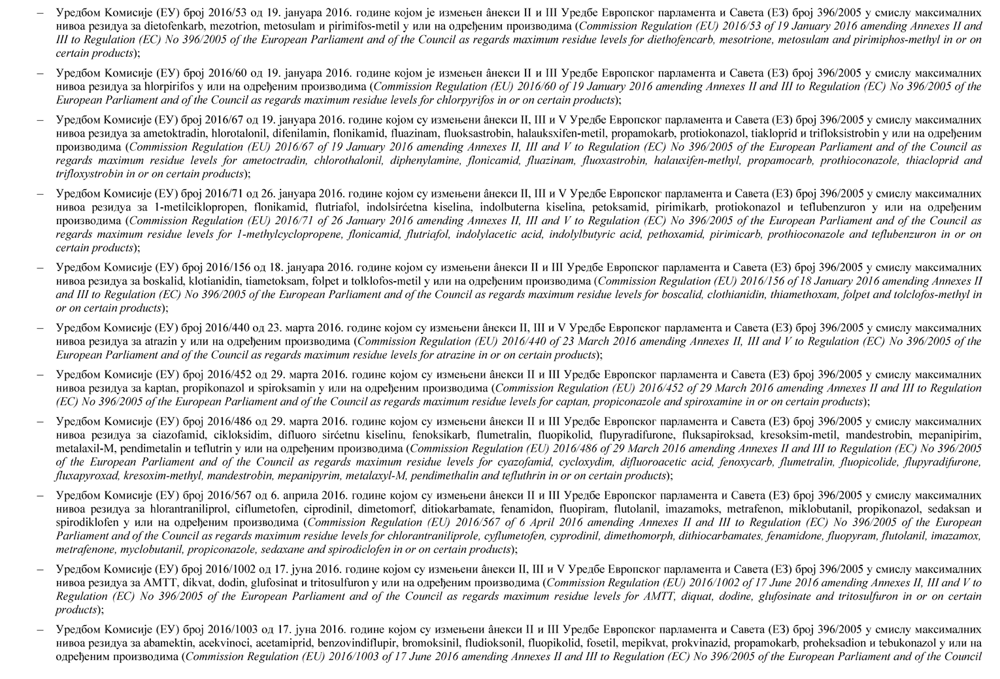 – Уредбом Комисије (ЕУ) број 2016/53 од 19. јануара 2016. године којом је измењен âнекси II и III Уредбе Европског парламента и Савета (ЕЗ) број 396/2005 у смислу максималних
нивоа резидуа за dietofenkarb, mezotrion, metosulam и pirimifos-metil у или на одређеним производима (Commission Regulation (EU) 2016/53 of 19 January 2016 amending Annexes II and
III to Regulation (EC) No 396/2005 of the European Parliament and of the Council as regards maximum residue levels for diethofencarb, mesotrione, metosulam and pirimiphos-methyl in or on
certain products);
– Уредбом Комисије (ЕУ) број 2016/60 од 19. јануара 2016. године којом је измењен âнекси II и III Уредбе Европског парламента и Савета (ЕЗ) број 396/2005 у смислу максималних
нивоа резидуа за hlorpirifos у или на одређеним производима (Commission Regulation (EU) 2016/60 of 19 January 2016 amending Annexes II and III to Regulation (EC) No 396/2005 of the
European Parliament and of the Council as regards maximum residue levels for chlorpyrifos in or on certain products);
– Уредбом Комисије (ЕУ) број 2016/67 од 19. јануара 2016. године којом су измењени âнекси II, III и V Уредбе Европског парламента и Савета (ЕЗ) број 396/2005 у смислу максималних
нивоа резидуа за ametoktradin, hlorotalonil, difenilamin, flonikamid, fluazinam, fluoksastrobin, halauksxifen-metil, propamokarb, protiokonazol, tiakloprid и trifloksistrobin у или на одређеним
производима (Commission Regulation (EU) 2016/67 of 19 January 2016 amending Annexes II, III and V to Regulation (EC) No 396/2005 of the European Parliament and of the Council as
regards maximum residue levels for ametoctradin, chlorothalonil, diphenylamine, flonicamid, fluazinam, fluoxastrobin, halauxifen-methyl, propamocarb, prothioconazole, thiacloprid and
trifloxystrobin in or on certain products);
– Уредбом Комисије (ЕУ) број 2016/71 од 26. јануара 2016. године којом су измењени âнекси II, III и V Уредбе Европског парламента и Савета (ЕЗ) број 396/2005 у смислу максималних
нивоа резидуа за 1-metilciklopropen, flonikamid, flutriafol, indolsirćetna kiselina, indolbuterna kiselina, petoksamid, pirimikarb, protiokonazol и teflubenzuron у или на одређеним
производима (Commission Regulation (EU) 2016/71 of 26 January 2016 amending Annexes II, III and V to Regulation (EC) No 396/2005 of the European Parliament and of the Council as
regards maximum residue levels for 1-methylcyclopropene, flonicamid, flutriafol, indolylacetic acid, indolylbutyric acid, pethoxamid, pirimicarb, prothioconazole and teflubenzuron in or on
certain products);
– Уредбом Комисије (ЕУ) број 2016/156 од 18. јануара 2016. године којом су измењени âнекси II и III Уредбе Европског парламента и Савета (ЕЗ) број 396/2005 у смислу максималних
нивоа резидуа за boskalid, klotianidin, tiametoksam, folpet и tolklofos-metil у или на одређеним производима (Commission Regulation (EU) 2016/156 of 18 January 2016 amending Annexes II
and III to Regulation (EC) No 396/2005 of the European Parliament and of the Council as regards maximum residue levels for boscalid, clothianidin, thiamethoxam, folpet and tolclofos-methyl in
or on certain products);
– Уредбом Комисије (ЕУ) број 2016/440 од 23. марта 2016. године којом су измењени âнекси II, III и V Уредбе Европског парламента и Савета (ЕЗ) број 396/2005 у смислу максималних
нивоа резидуа за atrazin у или на одређеним производима (Commission Regulation (EU) 2016/440 of 23 March 2016 amending Annexes II, III and V to Regulation (EC) No 396/2005 of the
European Parliament and of the Council as regards maximum residue levels for atrazine in or on certain products);
– Уредбом Комисије (ЕУ) број 2016/452 од 29. марта 2016. године којом су измењени âнекси II и III Уредбе Европског парламента и Савета (ЕЗ) број 396/2005 у смислу максималних
нивоа резидуа за kaptan, propikonazol и spiroksamin у или на одређеним производима (Commission Regulation (EU) 2016/452 of 29 March 2016 amending Annexes II and III to Regulation
(EC) No 396/2005 of the European Parliament and of the Council as regards maximum residue levels for captan, propiconazole and spiroxamine in or on certain products);
– Уредбом Комисије (ЕУ) број 2016/486 од 29. марта 2016. године којом су измењени âнекси II и III Уредбе Европског парламента и Савета (ЕЗ) број 396/2005 у смислу максималних
нивоа резидуа за ciazofamid, cikloksidim, difluoro sirćetnu kiselinu, fenoksikarb, flumetralin, fluopikolid, flupyradifurone, fluksapiroksad, kresoksim-metil, mandestrobin, mepanipirim,
metalaxil-M, pendimetalin и teflutrin у или на одређеним производима (Commission Regulation (EU) 2016/486 of 29 March 2016 amending Annexes II and III to Regulation (EC) No 396/2005
of the European Parliament and of the Council as regards maximum residue levels for cyazofamid, cycloxydim, difluoroacetic acid, fenoxycarb, flumetralin, fluopicolide, flupyradifurone,
fluxapyroxad, kresoxim-methyl, mandestrobin, mepanipyrim, metalaxyl-M, pendimethalin and tefluthrin in or on certain products);
– Уредбом Комисије (ЕУ) број 2016/567 од 6. априла 2016. године којом су измењени âнекси II и III Уредбе Европског парламента и Савета (ЕЗ) број 396/2005 у смислу максималних
нивоа резидуа за hlorantraniliprol, ciflumetofen, ciprodinil, dimetomorf, ditiokarbamate, fenamidon, fluopiram, flutolanil, imazamoks, metrafenon, miklobutanil, propikonazol, sedaksan и
spirodiklofen у или на одређеним производима (Commission Regulation (EU) 2016/567 of 6 April 2016 amending Annexes II and III to Regulation (EC) No 396/2005 of the European
Parliament and of the Council as regards maximum residue levels for chlorantraniliprole, cyflumetofen, cyprodinil, dimethomorph, dithiocarbamates, fenamidone, fluopyram, flutolanil, imazamox,
metrafenone, myclobutanil, propiconazole, sedaxane and spirodiclofen in or on certain products);
– Уредбом Комисије (ЕУ) број 2016/1002 од 17. јуна 2016. године којом су измењени âнекси II, III и V Уредбе Европског парламента и Савета (ЕЗ) број 396/2005 у смислу максималних
нивоа резидуа за AMTT, dikvat, dodin, glufosinat и tritosulfuron у или на одређеним производима (Commission Regulation (EU) 2016/1002 of 17 June 2016 amending Annexes II, III and V to
Regulation (EC) No 396/2005 of the European Parliament and of the Council as regards maximum residue levels for AMTT, diquat, dodine, glufosinate and tritosulfuron in or on certain
products);
– Уредбом Комисије (ЕУ) број 2016/1003 од 17. јуна 2016. године којом су измењени âнекси II и III Уредбе Европског парламента и Савета (ЕЗ) број 396/2005 у смислу максималних
нивоа резидуа за abamektin, acekvinoci, acetamiprid, benzovindiflupir, bromoksinil, fludioksonil, fluopikolid, fosetil, mepikvat, prokvinazid, propamokarb, proheksadion и tebukonazol у или на
одређеним производима (Commission Regulation (EU) 2016/1003 of 17 June 2016 amending Annexes II and III to Regulation (EC) No 396/2005 of the European Parliament and of the Council